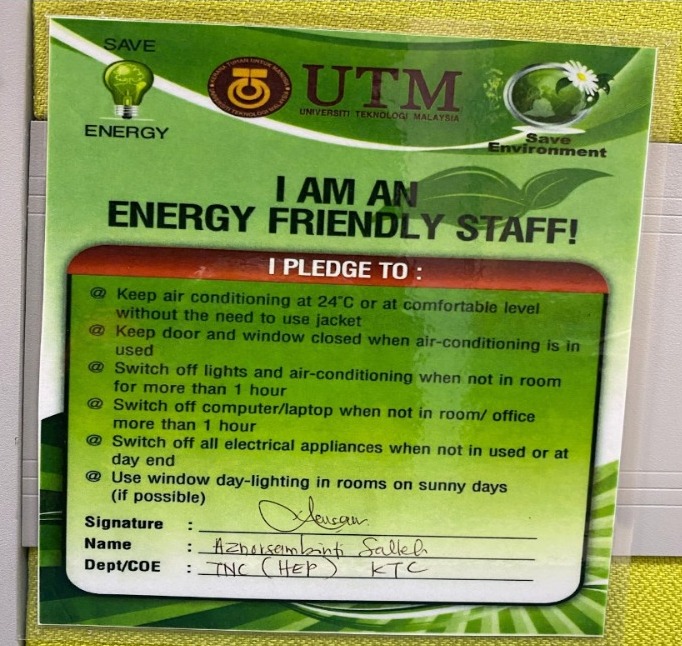 SAVE
ENERGY
UTM
UNIVERSITI TEKNOLOGI MALAYSIA
Save
Environment
I AM AN
ENERGY FRIENDLY STAFF!
I PLEDGE TO :
@ Keep air conditioning at 24°C or at comfortable level
without the need to use jacket
@ Keep door and window closed when air-conditioning is in
used
@ Switch off lights and air-conditioning when not in room
for more than 1 hour
@ Switch off computer/laptop when not in room/ office
more than 1 hour
@ Switch off all electrical appliances when not in used or at
day end
@ Use window day-lighting in rooms on sunny days
(if possible)
Signature :
Name : Salleh
Dept/COE : TNC (HEP) KTC